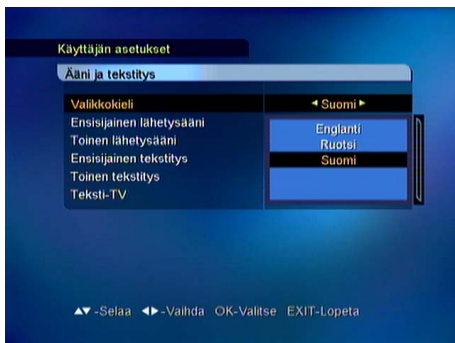 Käyttäjän asetukset
Ääni ja tekstitys
Valikkokieli ◄ Suomi ►
Ensisijainen lähetysääni
Toinen lähetysääni
Ensisijainen tekstitys
Toinen tekstitys
Teksti-TV
Englanti
Ruotsi
Suomi
▲▼ -Selaa ◄► -Vaihda OK-Valitse EXIT-Lopeta